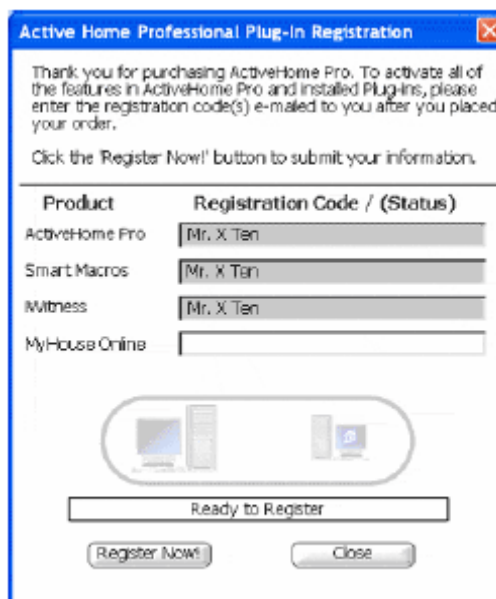 Active Home Professional Plug-In Registration
Thank you for purchasing ActiveHome Pro. To activate all of
the features in ActiveHome Pro and installed Plug-ins, please
enter the registration code(s) e-mailed to you after you placed
your order.
Click the 'Register Now!' button to submit your information.
Product Registration Code / (Status)
ActiveHome Pro Mr. X Ten
Smart Macros Mr. X Ten
iWitness Mr. X Ten
MyHouse Online
Ready to Register
Register Now! Close